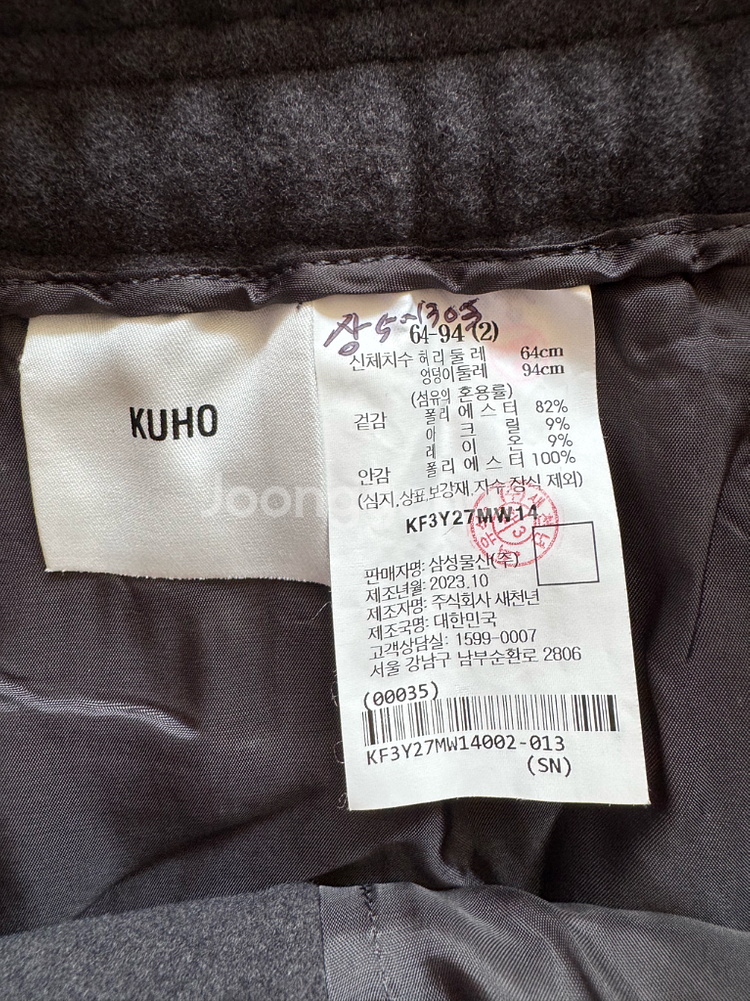 KUHO
64-94 (2)
신체치수 허리둘레 64cm
엉덩이둘레 94cm
(섬유의 혼용률)
겉감 폴리에스터 82%
아크릴 9%
레이온 9%
안감 폴리에스터 100%
(심지,상표,보강재,자수,장식 제외)
KF3Y27MW14
판매자명: 삼성물산(주)
제조년월: 2023.10
제조자명: 주식회사 새천년
제조국명: 대한민국
고객상담실: 1599-0007
서울 강남구 남부순환로 2806
(00035)
KF3Y27MW14002-013
(SN)